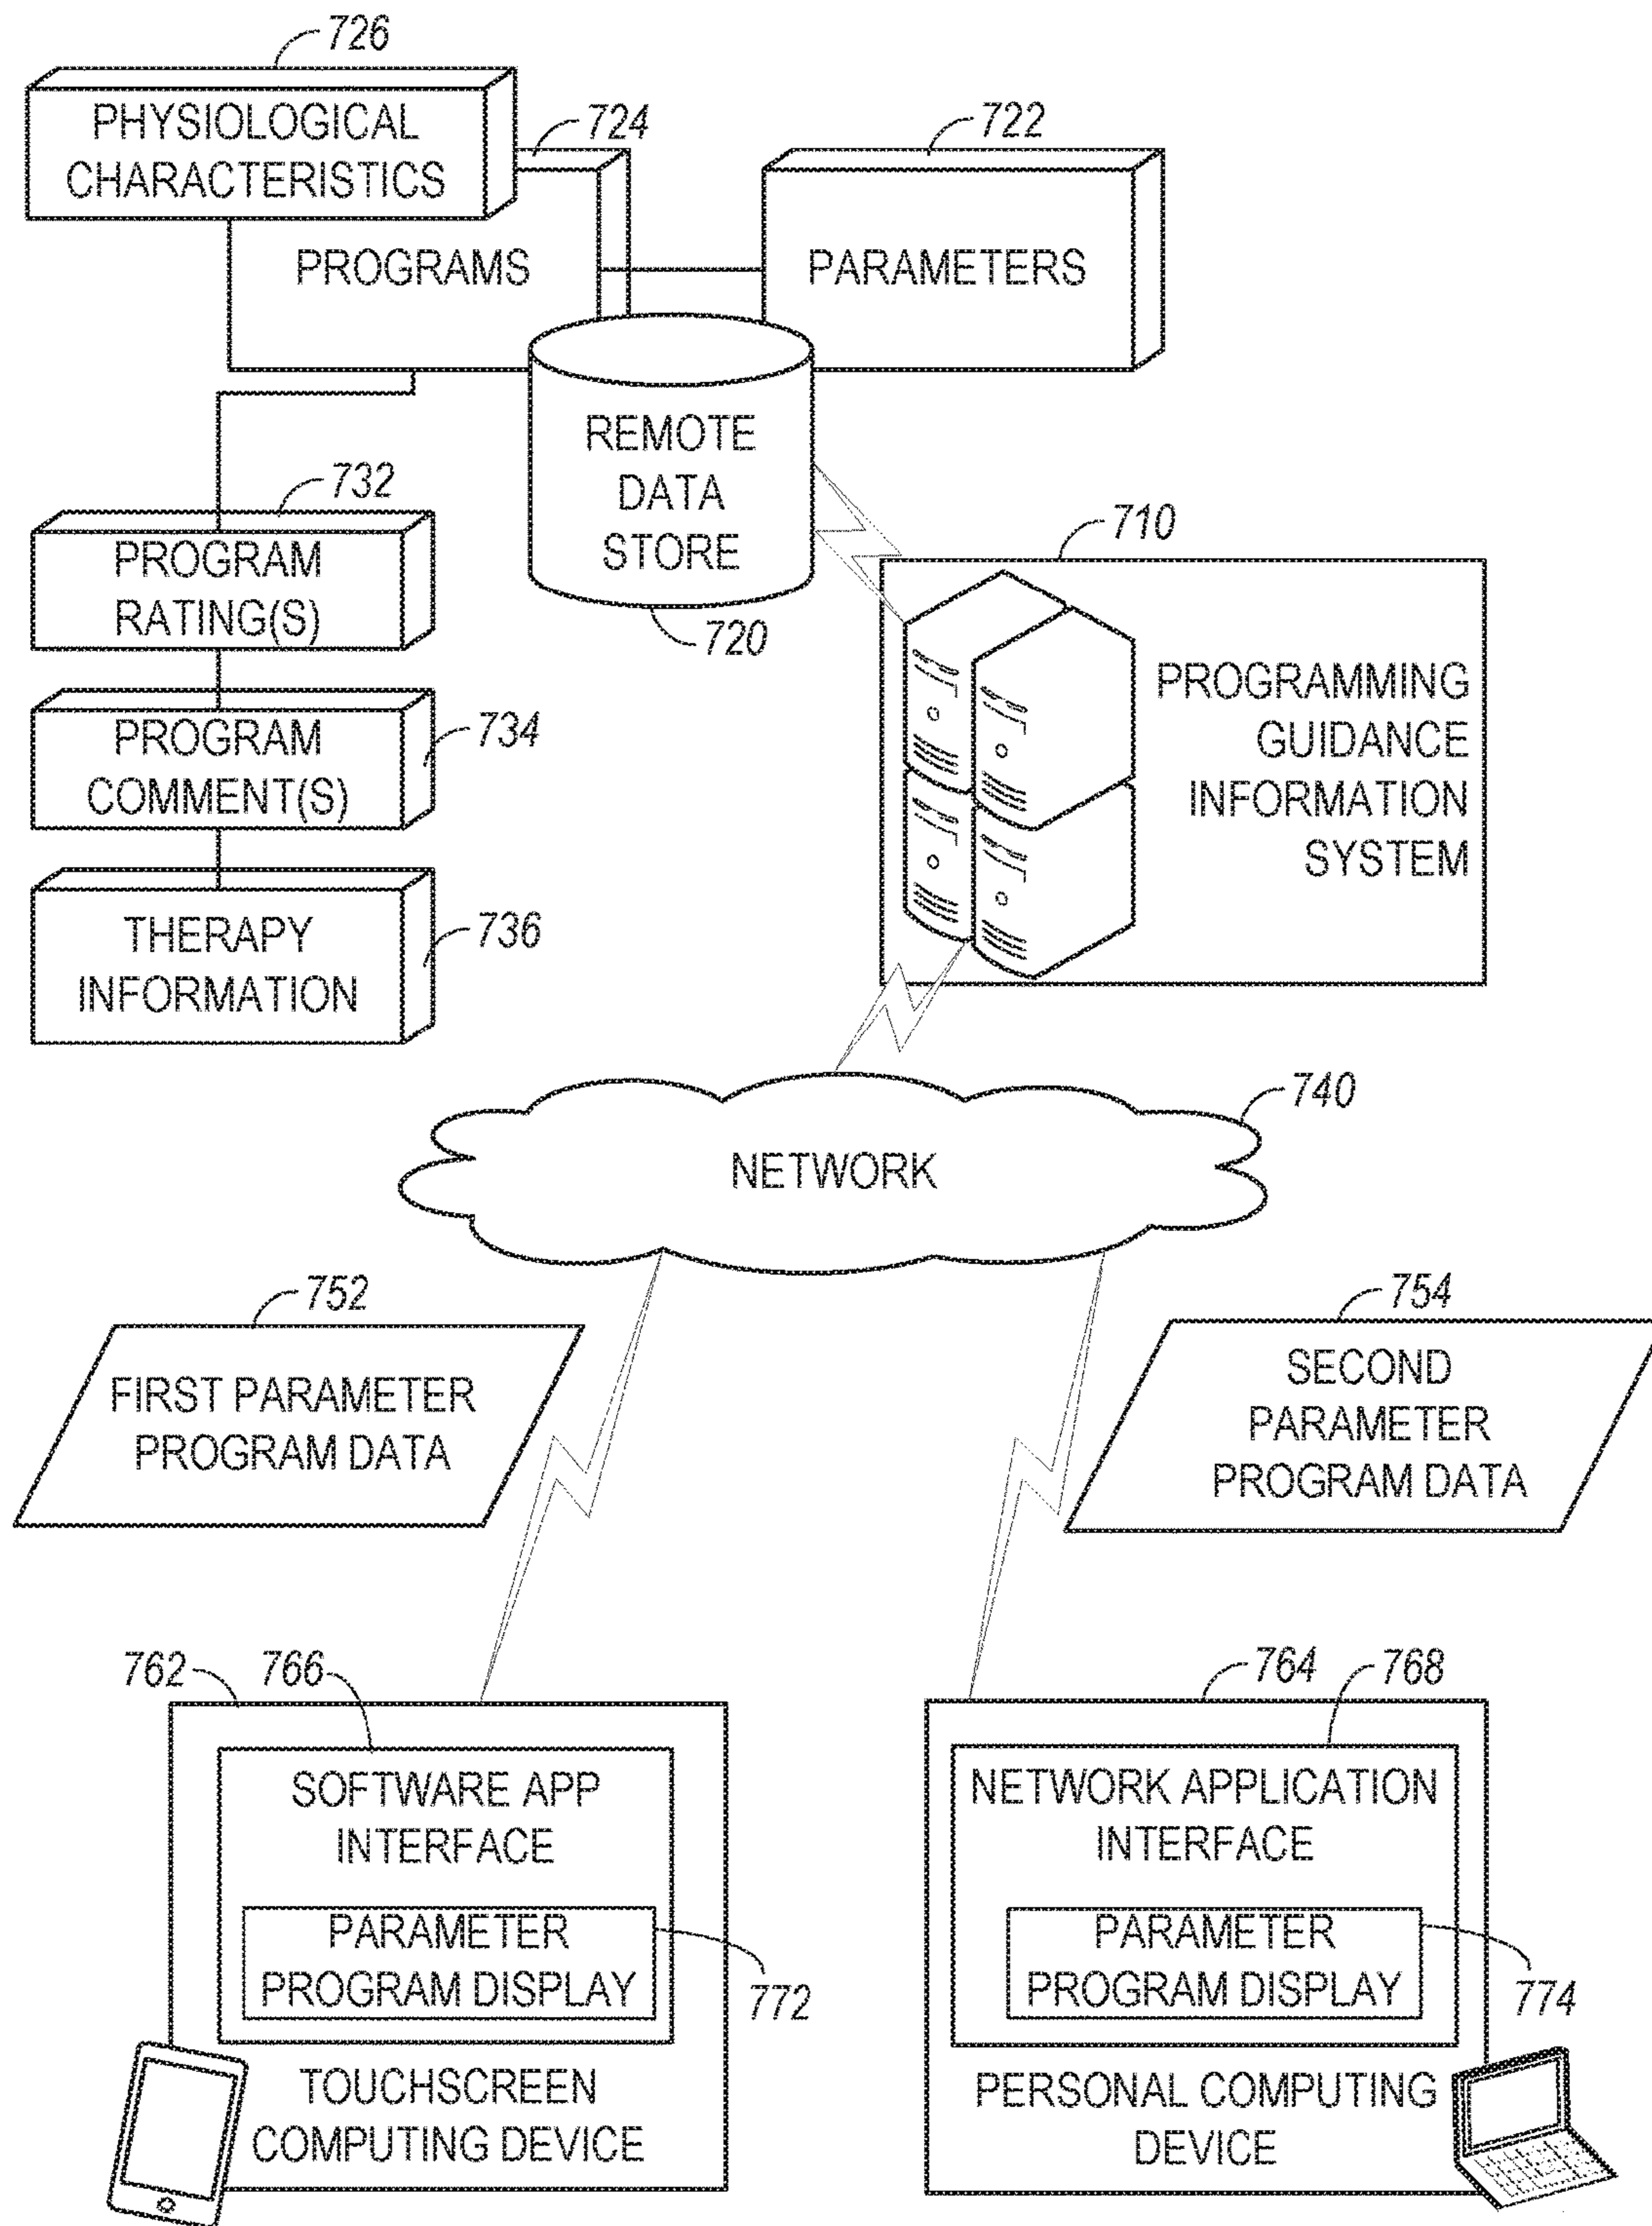 726
PHYSIOLOGICAL
CHARACTERISTICS
724
722
PROGRAMS
PARAMETERS
REMOTE
DATA
STORE
720
732
PROGRAM
RATING(S)
734
PROGRAM
COMMENT(S)
736
THERAPY
INFORMATION
710
PROGRAMMING
GUIDANCE
INFORMATION
SYSTEM
740
NETWORK
752
FIRST PARAMETER
PROGRAM DATA
754
SECOND
PARAMETER
PROGRAM DATA
762
766
SOFTWARE APP
INTERFACE
PARAMETER
PROGRAM DISPLAY
772
TOUCHSCREEN
COMPUTING DEVICE
764
768
NETWORK APPLICATION
INTERFACE
PARAMETER
PROGRAM DISPLAY
774
PERSONAL COMPUTING
DEVICE